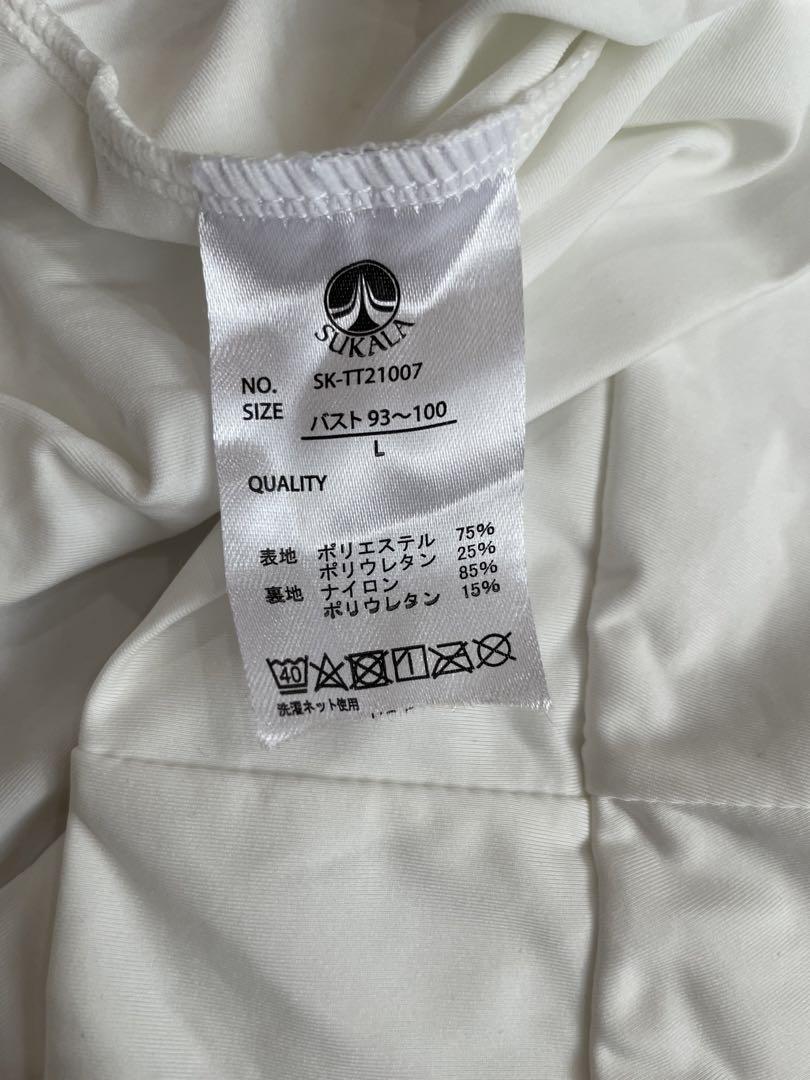 SUKALA
NO. SK-TT21007
SIZE バスト 93～100
L
QUALITY
表地 ポリエステル 75%
ポリウレタン 25%
裏地 ナイロン 85%
ポリウレタン 15%
40
洗濯ネット使用